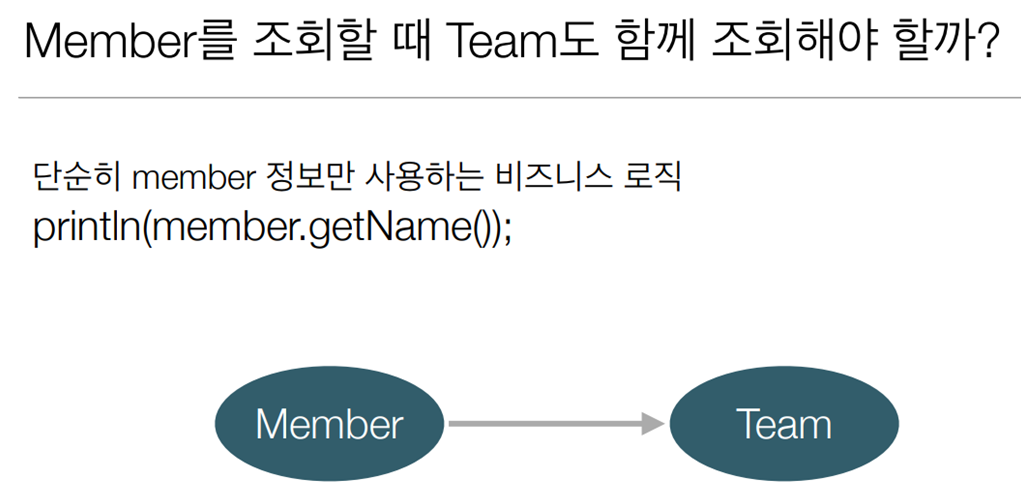 Member를 조회할 때 Team도 함께 조회해야 할까?
단순히 member 정보만 사용하는 비즈니스 로직
println(member.getName());
Member
Team